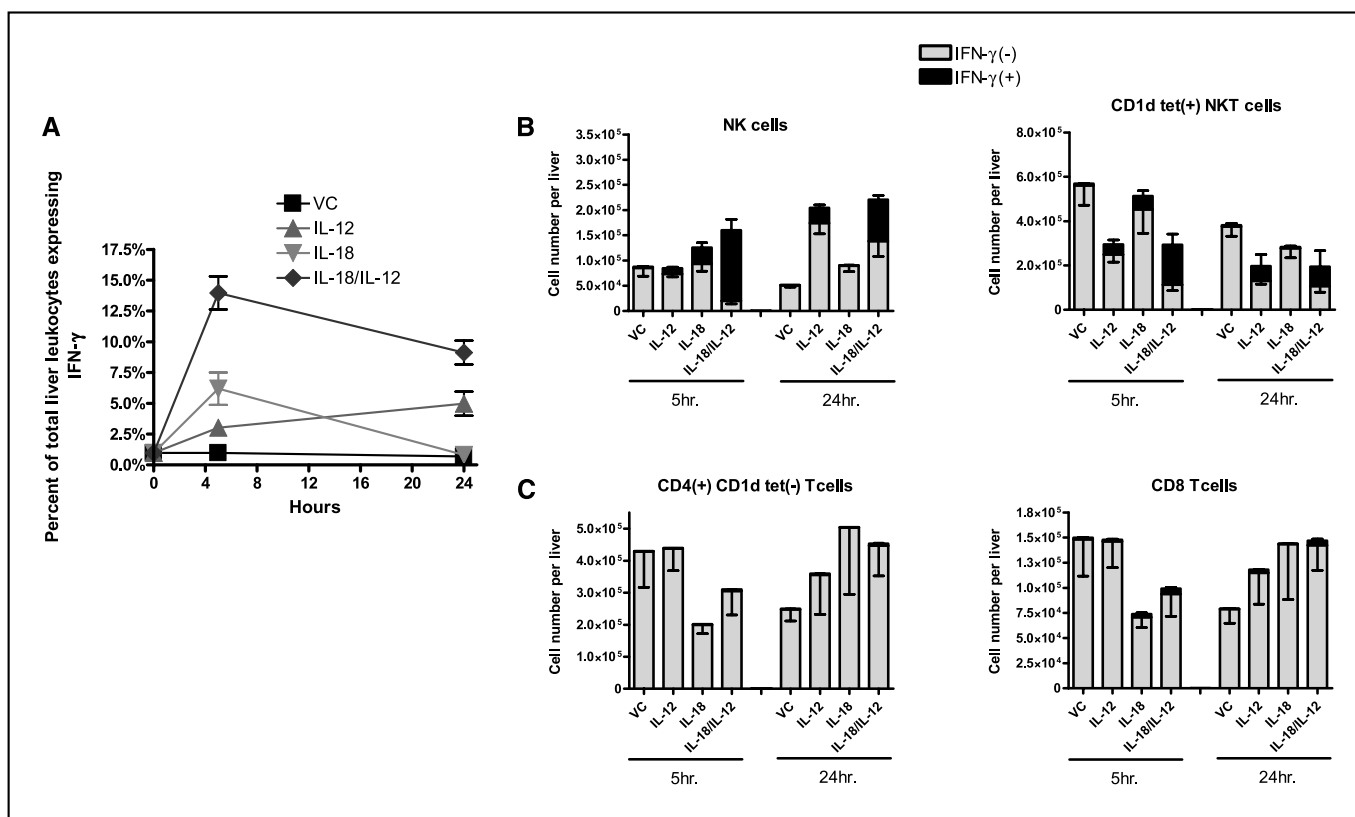 IFN-γ(-)
IFN-γ(+)
A
VC
IL-12
IL-18
IL-18/IL-12
Percent of total liver leukocytes expressing
IFN-γ
17.5%
15.0%
12.5%
10.0%
7.5%
5.0%
2.5%
0.0%
0 4 8 12 16 20 24
Hours
B
NK cells
Cell number per liver
3.5×10⁵
3.0×10⁵
2.5×10⁵
2.0×10⁵
1.5×10⁵
1.0×10⁵
5.0×10⁴
0
VC IL-12 IL-18 IL-18/IL-12 VC IL-12 IL-18 IL-18/IL-12
5hr. 24hr.
CD1d tet(+) NKT cells
Cell number per liver
8.0×10⁵
6.0×10⁵
4.0×10⁵
2.0×10⁵
0
VC IL-12 IL-18 IL-18/IL-12 VC IL-12 IL-18 IL-18/IL-12
5hr. 24hr.
C
CD4(+) CD1d tet(-) Tcells
Cell number per liver
5.0×10⁵
4.0×10⁵
3.0×10⁵
2.0×10⁵
1.0×10⁵
0
VC IL-12 IL-18 IL-18/IL-12 VC IL-12 IL-18 IL-18/IL-12
5hr. 24hr.
CD8 Tcells
Cell number per liver
1.8×10⁵
1.5×10⁵
1.3×10⁵
1.0×10⁵
7.5×10⁴
5.0×10⁴
2.5×10⁴
0
VC IL-12 IL-18 IL-18/IL-12 VC IL-12 IL-18 IL-18/IL-12
5hr. 24hr.